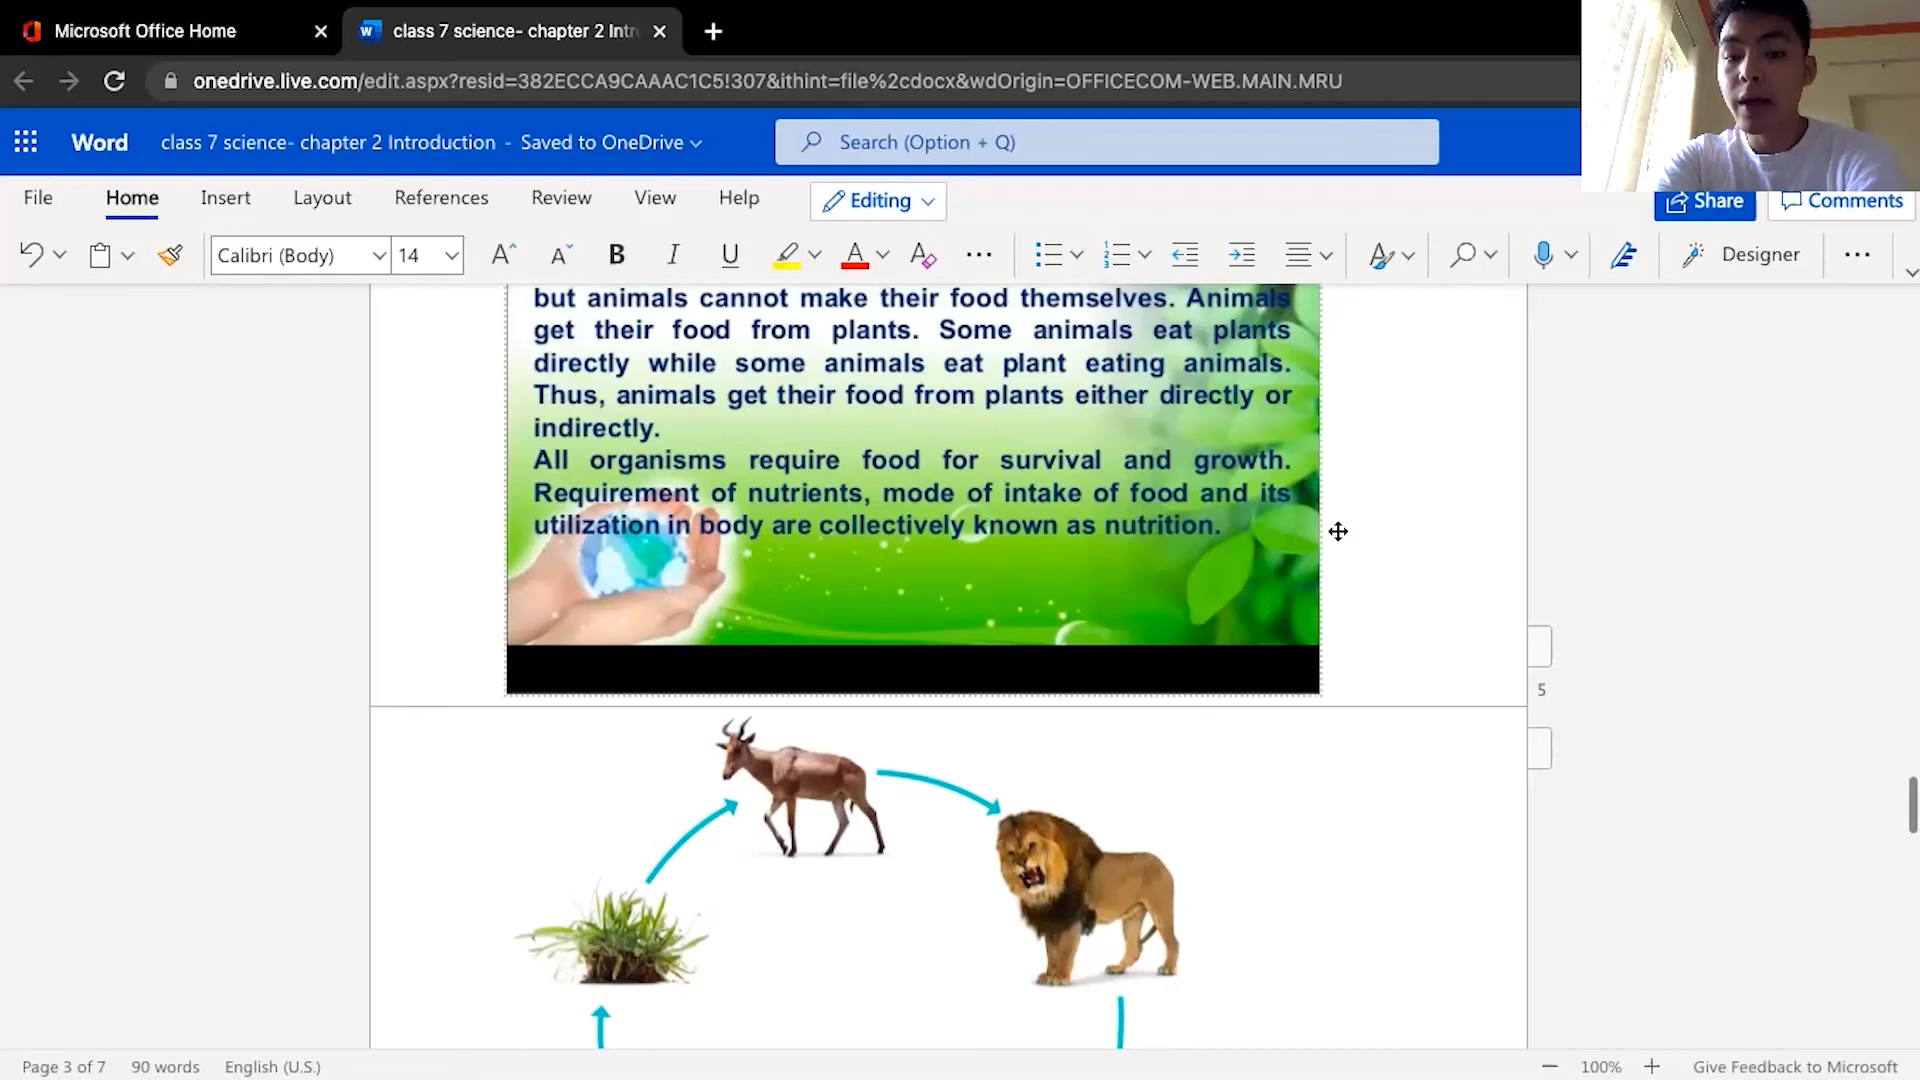 Microsoft Office Home
class 7 science- chapter 2 Intr
onedrive.live.com/edit.aspx?resid=382ECCA9CAAAC1C5!307&ithint=file%2cdocx&wdOrigin=OFFICECOM-WEB.MAIN.MRU
Word class 7 science- chapter 2 Introduction - Saved to OneDrive
Search (Option + Q)
File Home Insert Layout References Review View Help Editing Share Comments
Calibri (Body) 14 Designer
but animals cannot make their food themselves. Animals
get their food from plants. Some animals eat plants
directly while some animals eat plant eating animals.
Thus, animals get their food from plants either directly or
indirectly.
All organisms require food for survival and growth.
Requirement of nutrients, mode of intake of food and its
utilization in body are collectively known as nutrition.
5
Page 3 of 7 90 words English (U.S.) 100% Give Feedback to Microsoft